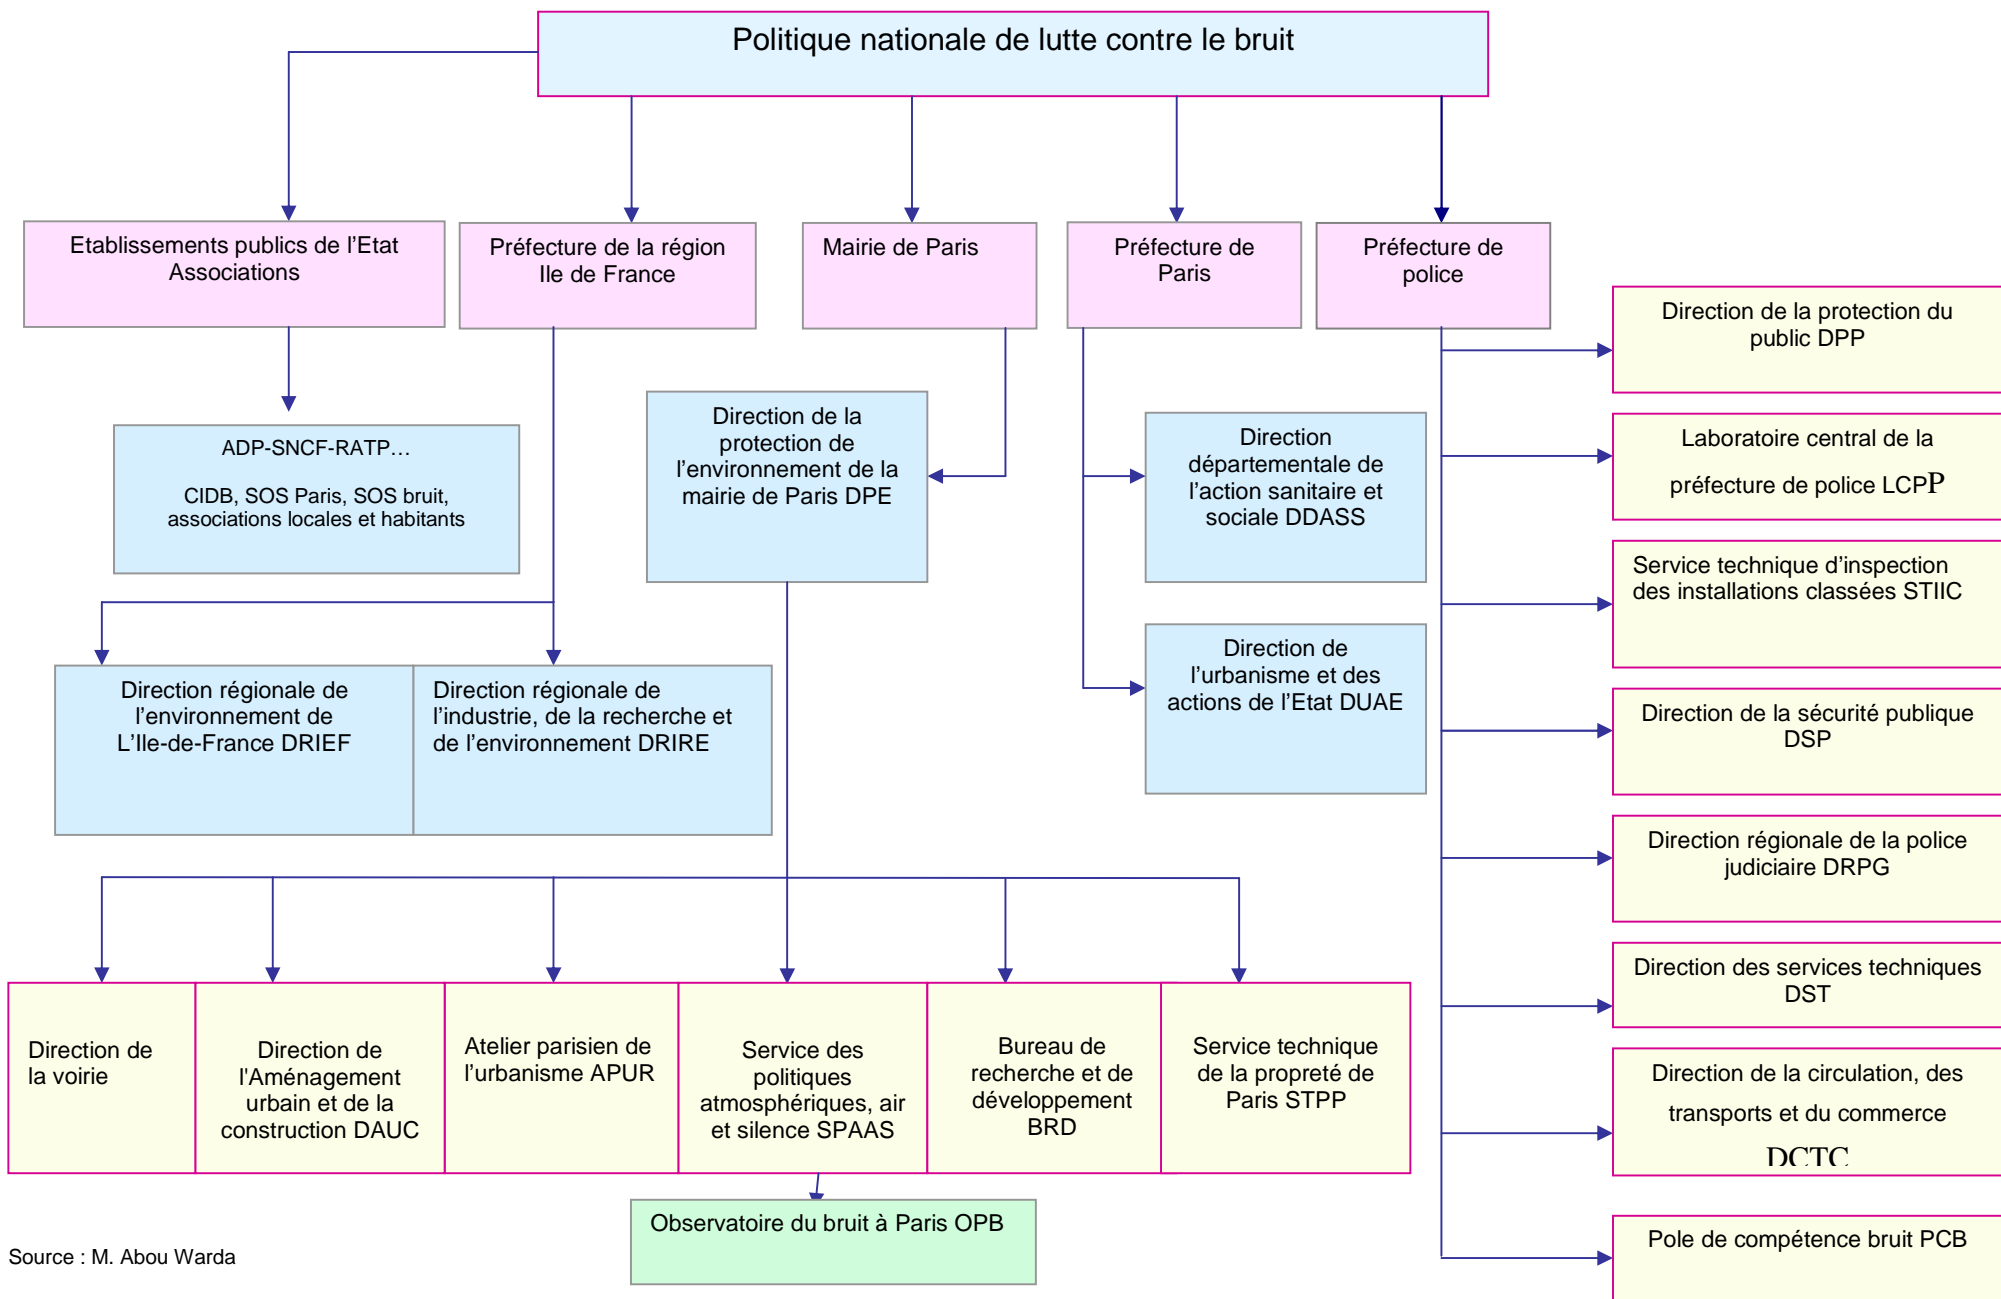 Politique nationale de lutte contre le bruit
Etablissements publics de l’Etat
Associations
Préfecture de la région
Ile de France
Mairie de Paris
Préfecture de
Paris
Préfecture de
police
Direction de la protection du
public DPP
Laboratoire central de la
préfecture de police LCPP
Service technique d’inspection
des installations classées STIIC
Direction de la sécurité publique
DSP
Direction régionale de la police
judiciaire DRPG
Direction des services techniques
DST
Direction de la circulation, des
transports et du commerce
DCTC
Pole de compétence bruit PCB
ADP-SNCF-RATP…
CIDB, SOS Paris, SOS bruit,
associations locales et habitants
Direction de la
protection de
l’environnement de la
mairie de Paris DPE
Direction
départementale de
l’action sanitaire et
sociale DDASS
Direction de
l’urbanisme et des
actions de l’Etat DUAE
Direction régionale de
l’environnement de
L’Ile-de-France DRIEF
Direction régionale de
l’industrie, de la recherche et
de l’environnement DRIRE
Direction de
la voirie
Direction de
l'Aménagement
urbain et de la
construction DAUC
Atelier parisien de
l’urbanisme APUR
Service des
politiques
atmosphériques, air
et silence SPAAS
Bureau de
recherche et de
développement
BRD
Service technique
de la propreté de
Paris STPP
Observatoire du bruit à Paris OPB
Source : M. Abou Warda